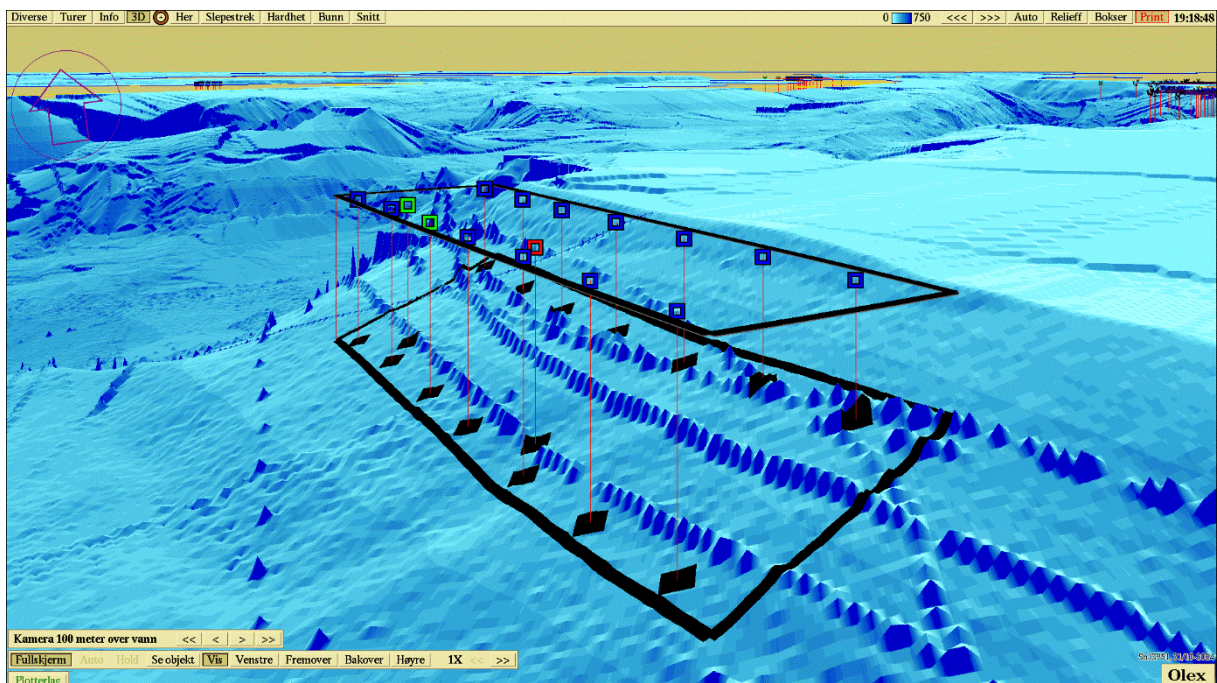 Diverse Turer Info 3D Her Slepestrek Hardhet Bunn Snitt 0 750 <<< >>> Auto Relieff Bokser Print 19:18:48
Kamera 100 meter over vann << < > >>
Fullskjerm Auto Hold Se objekt Vis Venstre Fremover Bakover Høyre 1X << >>
Plotterlag
Olex